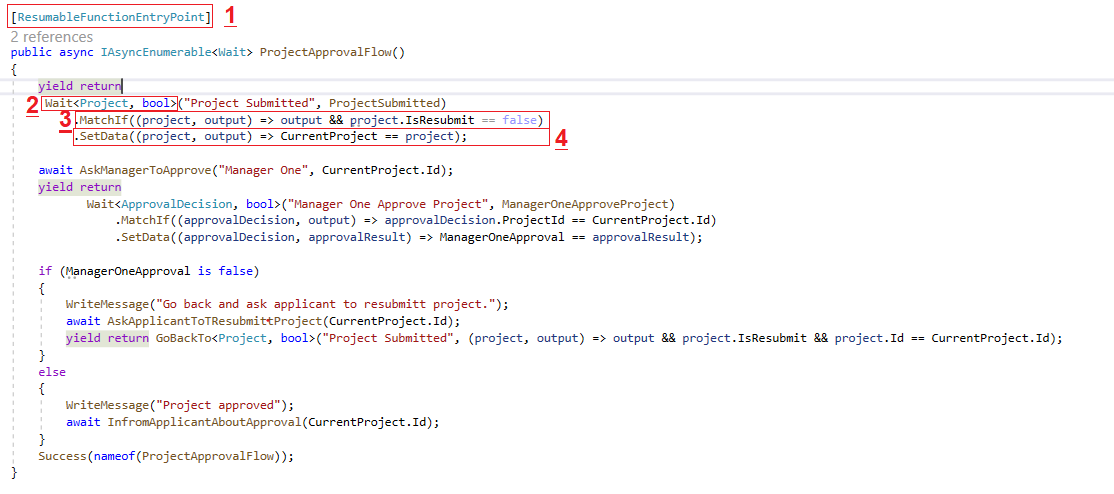 [ResumableFunctionEntryPoint] 1
2 references
public async IAsyncEnumerable<Wait> ProjectApprovalFlow()
{
yield return
2 Wait<Project, bool>("Project Submitted", ProjectSubmitted)
3 .MatchIf((project, output) => output && project.IsResubmit == false)
.SetData((project, output) => CurrentProject == project); 4
await AskManagerToApprove("Manager One", CurrentProject.Id);
yield return
Wait<ApprovalDecision, bool>("Manager One Approve Project", ManagerOneApproveProject)
.MatchIf((approvalDecision, output) => approvalDecision.ProjectId == CurrentProject.Id)
.SetData((approvalDecision, approvalResult) => ManagerOneApproval == approvalResult);
if (ManagerOneApproval is false)
{
WriteMessage("Go back and ask applicant to resubmitt project.");
await AskApplicantToTResubmittProject(CurrentProject.Id);
yield return GoBackTo<Project, bool>("Project Submitted", (project, output) => output && project.IsResubmit && project.Id == CurrentProject.Id);
}
else
{
WriteMessage("Project approved");
await InfromApplicantAboutApproval(CurrentProject.Id);
}
Success(nameof(ProjectApprovalFlow));
}